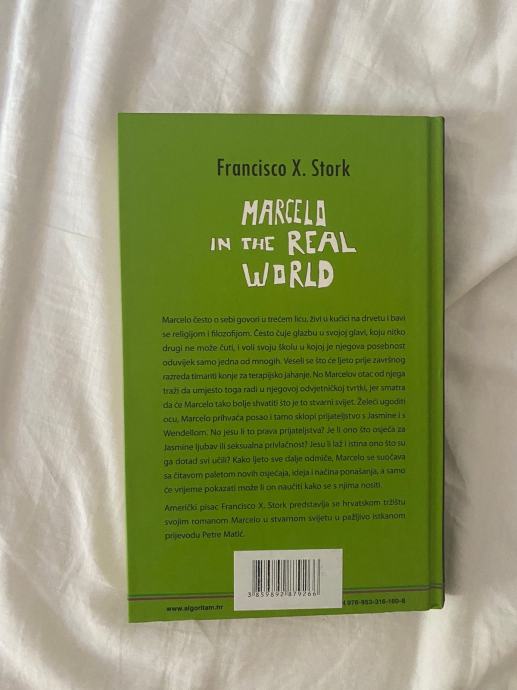 Francisco X. Stork
MARCELO
IN THE REAL
WORLD
Marcelo često o sebi govori u trećem licu, živi u kućici na drvetu i bavi
se religijom i filozofijom. Često čuje glazbu u svojoj glavi, koju nitko
drugi ne može čuti, i voli svoju školu u kojoj je njegova posebnost
oduvijek samo jedna od mnogih. Veseli se što će ljeto prije završnog
razreda timariti konje za terapijsko jahanje. No Marcelov otac od njega
traži da umjesto toga radi u njegovoj odvjetničkoj tvrtki, jer smatra
da će Marcelo tako bolje shvatiti što je to stvarni svijet. Želeći ugoditi
ocu, Marcelo prihvaća posao i tamo sklopi prijateljstvo s Jasmine i s
Wendellom. No jesu li to prava prijateljstva? Je li ono što osjeća za
Jasmine ljubav ili seksualna privlačnost? Jesu li laž i istina ono što su
ga dotad svi učili? Kako ljeto sve dalje odmiče, Marcelo se suočava
sa čitavom paletom novih osjećaja, ideja i načina ponašanja, a samo
će vrijeme pokazati može li on naučiti kako se s njima nositi.
Američki pisac Francisco X. Stork predstavlja se hrvatskom tržištu
svojim romanom Marcelo u stvarnom svijetu u pažljivo istkanom
prijevodu Petre Matić.
3859892879266
www.algoritam.hr
978-953-316-160-8